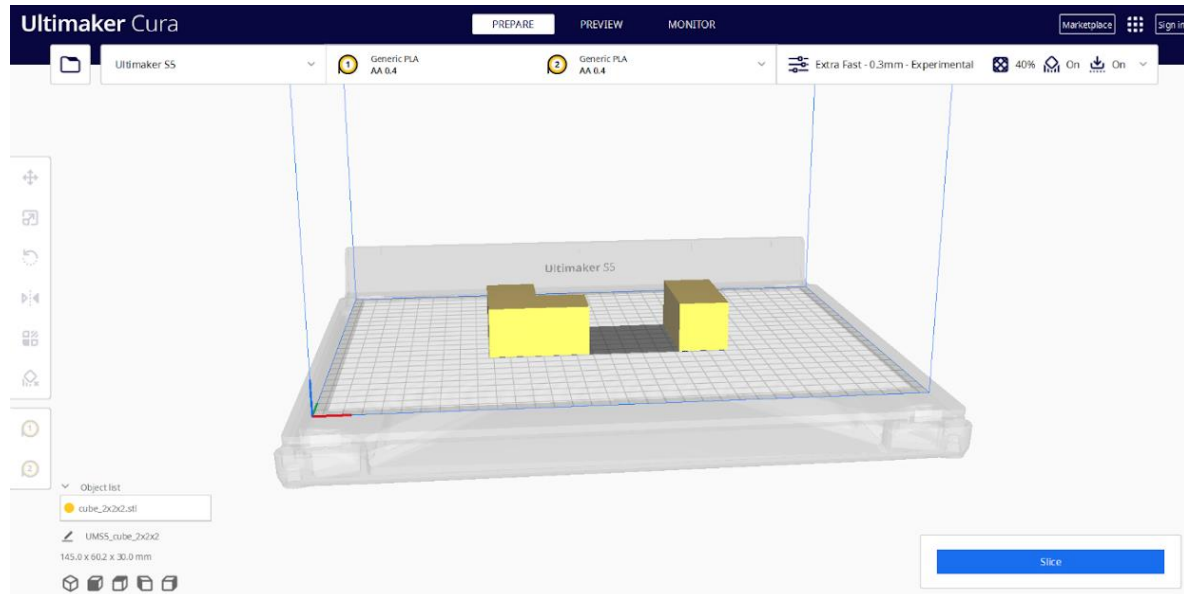 Ultimaker Cura
PREPARE PREVIEW MONITOR
Marketplace Sign in
Ultimaker S5
1 Generic PLA
AA 0.4
2 Generic PLA
AA 0.4
Extra Fast - 0.3mm - Experimental 40% On On
Ultimaker S5
1
2
Object list
cube_2x2x2.stl
UMS5_cube_2x2x2
145.0 x 60.2 x 30.0 mm
Slice